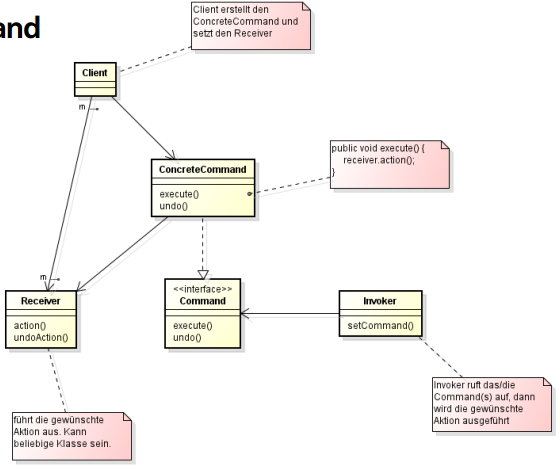 and
Client erstellt den
ConcreteCommand und
setzt den Receiver
Client
m
ConcreteCommand
execute()
undo()
public void execute() {
receiver.action();
}
m
Receiver
action()
undoAction()
<<interface>>
Command
execute()
undo()
Invoker
setCommand()
führt die gewünschte
Aktion aus. Kann
beliebige Klasse sein.
Invoker ruft das/die
Command(s) auf, dann
wird die gewünschte
Aktion ausgeführt